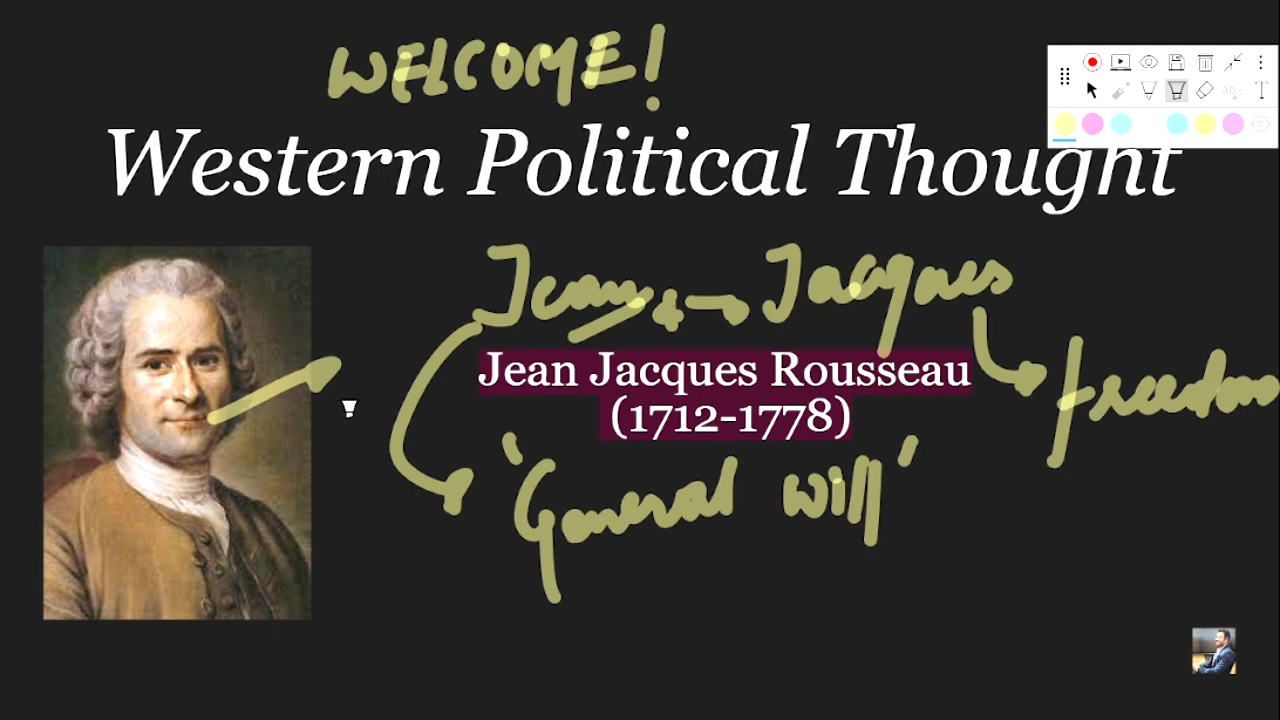 WELCOME!
Western Political Thought
Jean Jacques
Jean Jacques Rousseau
(1712-1778)
freedom
'General will'